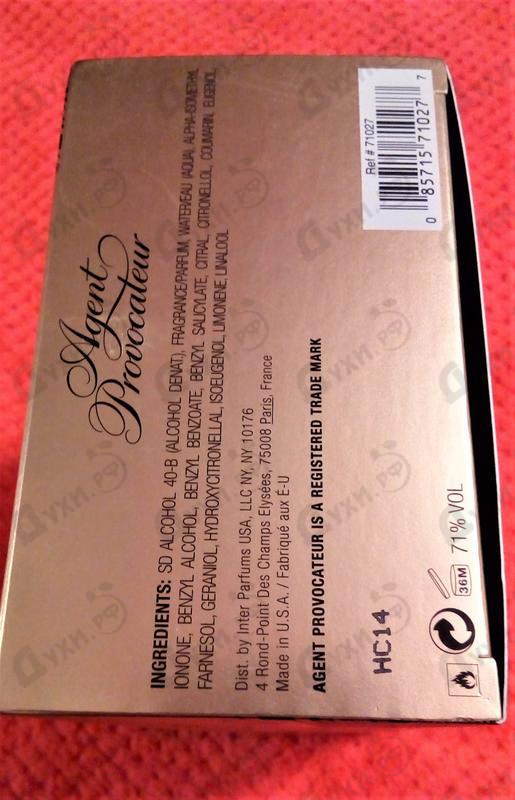 Agent
Provocateur
INGREDIENTS: SD ALCOHOL 40-B (ALCOHOL DENAT), FRAGRANCE/PARFUM, WATER/EAU (AQUA), ALPHA-ISOMETHYL
IONONE, BENZYL ALCOHOL, BENZYL BENZOATE, BENZYL SALICYLATE, CITRAL, CITRONELLOL, COUMARIN, EUGENOL,
FARNESOL, GERANIOL, HYDROXYCITRONELLAL, ISOEUGENOL, LIMONENE, LINALOOL
Dist. by Inter Parfums USA, LLC NY, NY 10176
4 Rond-Point Des Champs Elysées, 75008 Paris, France
Made in U.S.A. / Fabriqué aux É-U
AGENT PROVOCATEUR IS A REGISTERED TRADE MARK
HC14
36M
71% VOL
Ref # 71027
0 85715 71027 7
Духи.РФ